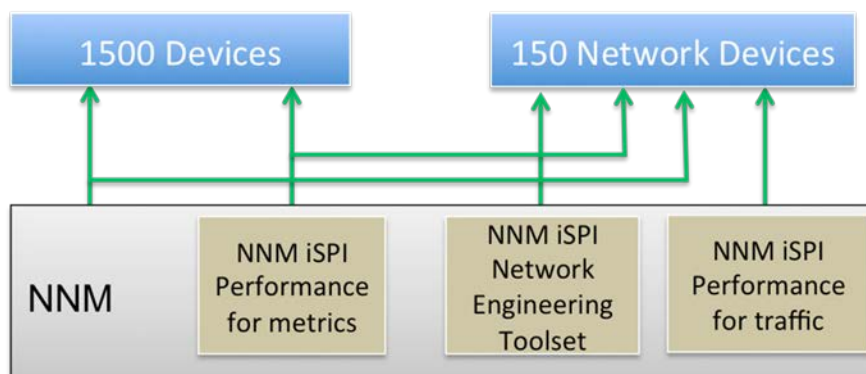 1500 Devices
150 Network Devices
NNM
NNM iSPI
Performance
for metrics
NNM iSPI
Network
Engineering
Toolset
NNM iSPI
Performance
for traffic